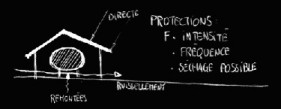 DIRECTE
PROTECTIONS
F. INTENSITÉ
. FRÉQUENCE
. SÉCHAGE POSSIBLE
RUISSELLEMENT
REMONTÉES